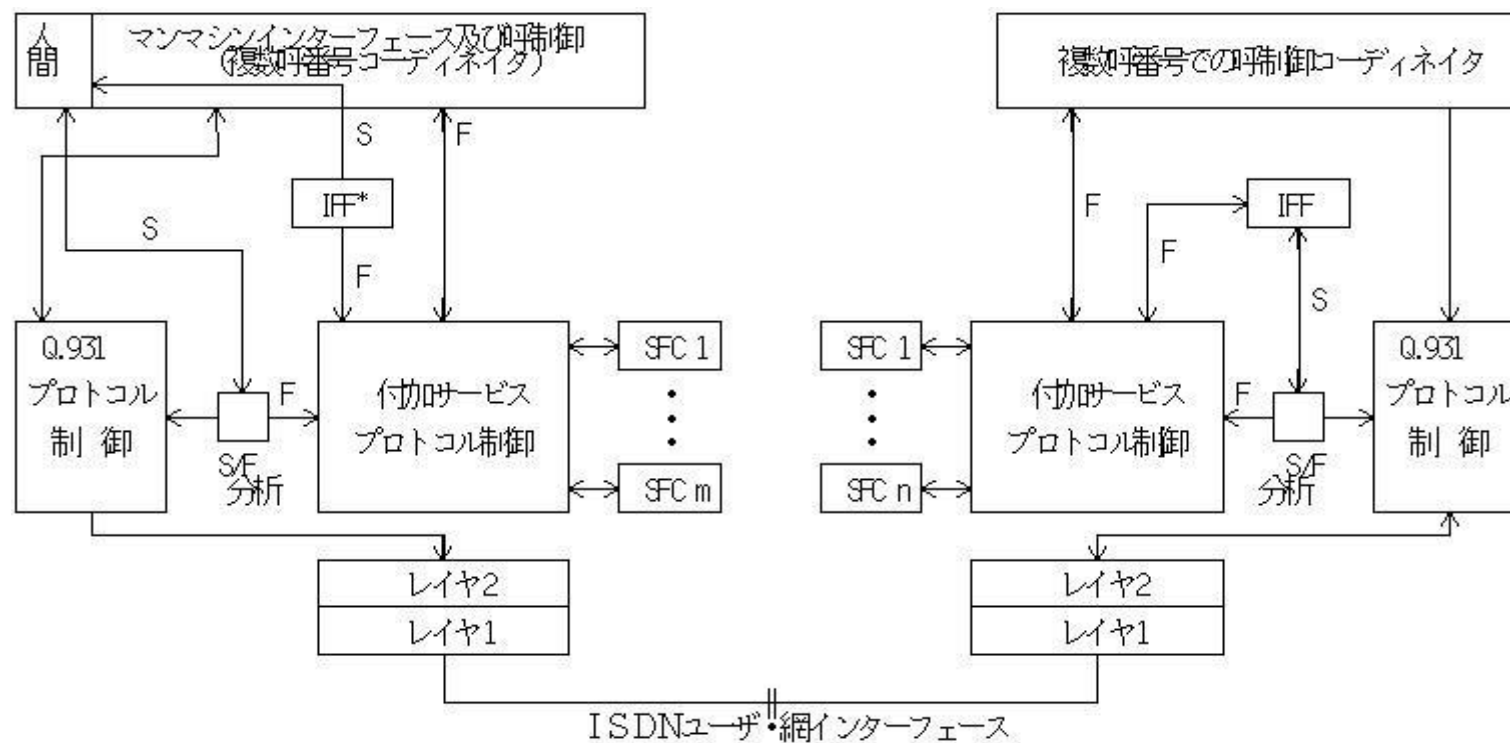 人間
マンマシンインターフェース及び呼制御
(複数呼番号コーディネイタ)
複数呼番号での呼制御コーディネイタ
S
F
IFF*
S
F
F
IFF
F
S
Q.931
プロトコル
制 御
F
S/F
分析
付加サービス
プロトコル制御
SFC 1
SFC m
SFC 1
SFC n
付加サービス
プロトコル制御
F
S/F
分析
Q.931
プロトコル
制 御
レイヤ2
レイヤ1
レイヤ2
レイヤ1
ISDNユーザ・網インターフェース